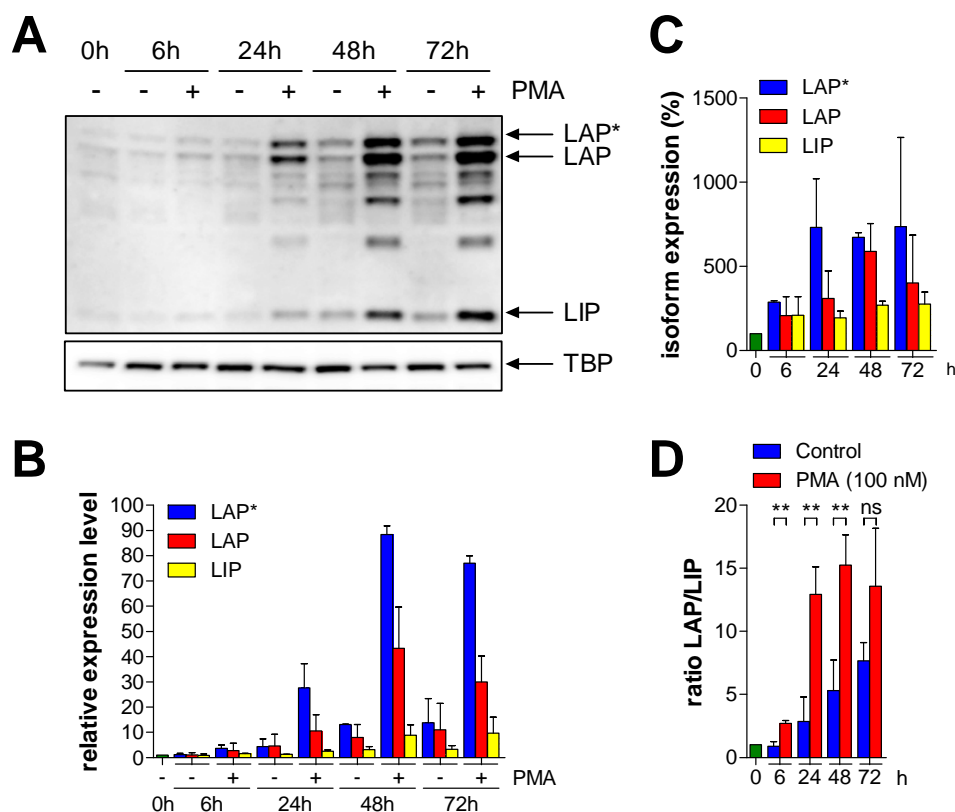 A
0h 6h 24h 48h 72h
- - + - + - + - + PMA
LAP*
LAP
LIP
TBP
B
relative expression level
LAP*
LAP
LIP
100
90
80
70
60
50
40
30
20
10
0
- - + - + - + - + PMA
0h 6h 24h 48h 72h
C
isoform expression (%)
LAP*
LAP
LIP
1500
1000
500
0
0 6 24 48 72 h
D
Control
PMA (100 nM)
ratio LAP/LIP
20
15
10
5
0
** ** ** ns
0 6 24 48 72 h